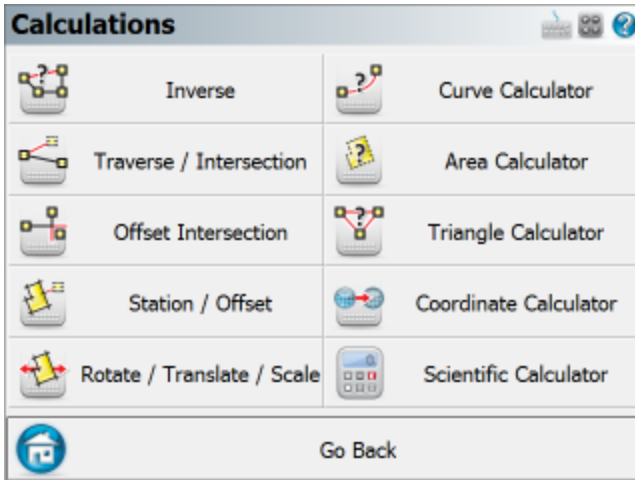 Calculations
Inverse
Curve Calculator
Traverse / Intersection
Area Calculator
Offset Intersection
Triangle Calculator
Station / Offset
Coordinate Calculator
Rotate / Translate / Scale
Scientific Calculator
Go Back